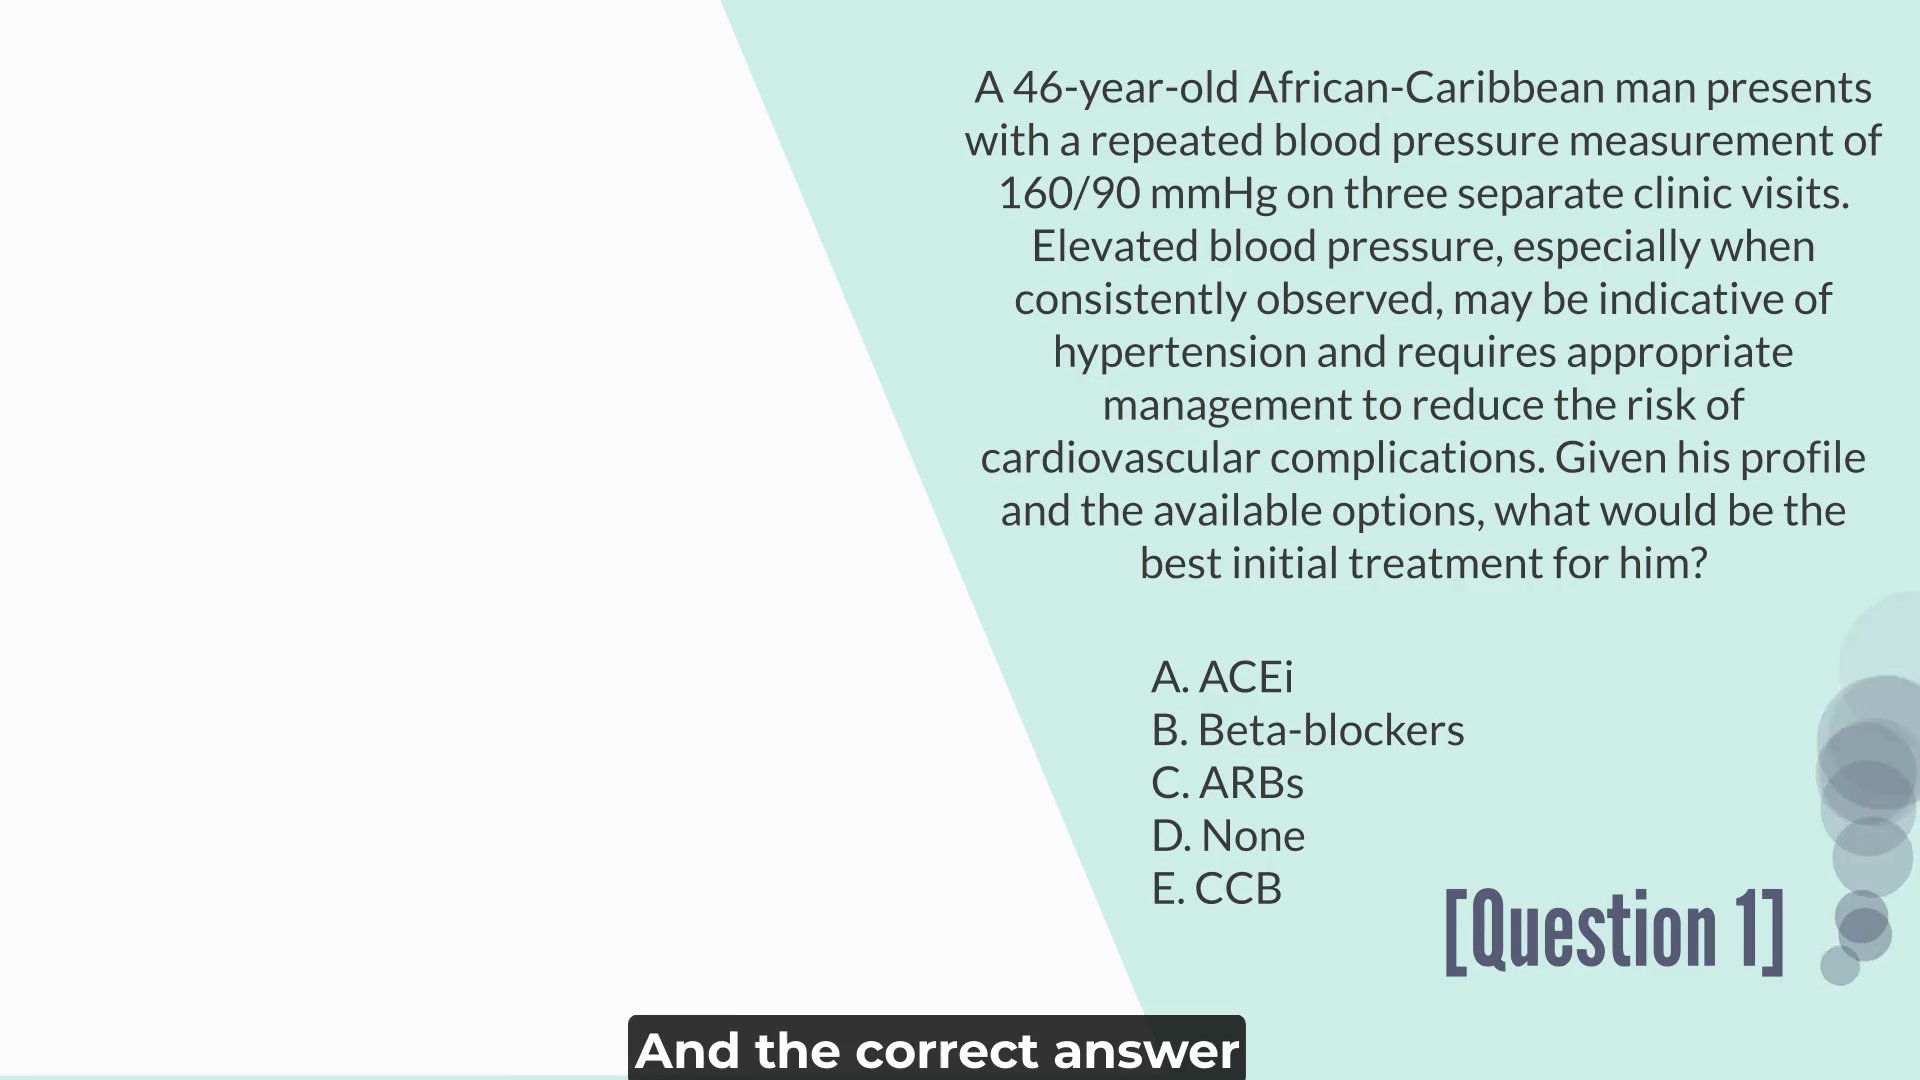 A 46-year-old African-Caribbean man presents
with a repeated blood pressure measurement of
160/90 mmHg on three separate clinic visits.
Elevated blood pressure, especially when
consistently observed, may be indicative of
hypertension and requires appropriate
management to reduce the risk of
cardiovascular complications. Given his profile
and the available options, what would be the
best initial treatment for him?
A. ACEi
B. Beta-blockers
C. ARBs
D. None
E. CCB
[Question 1]
And the correct answer